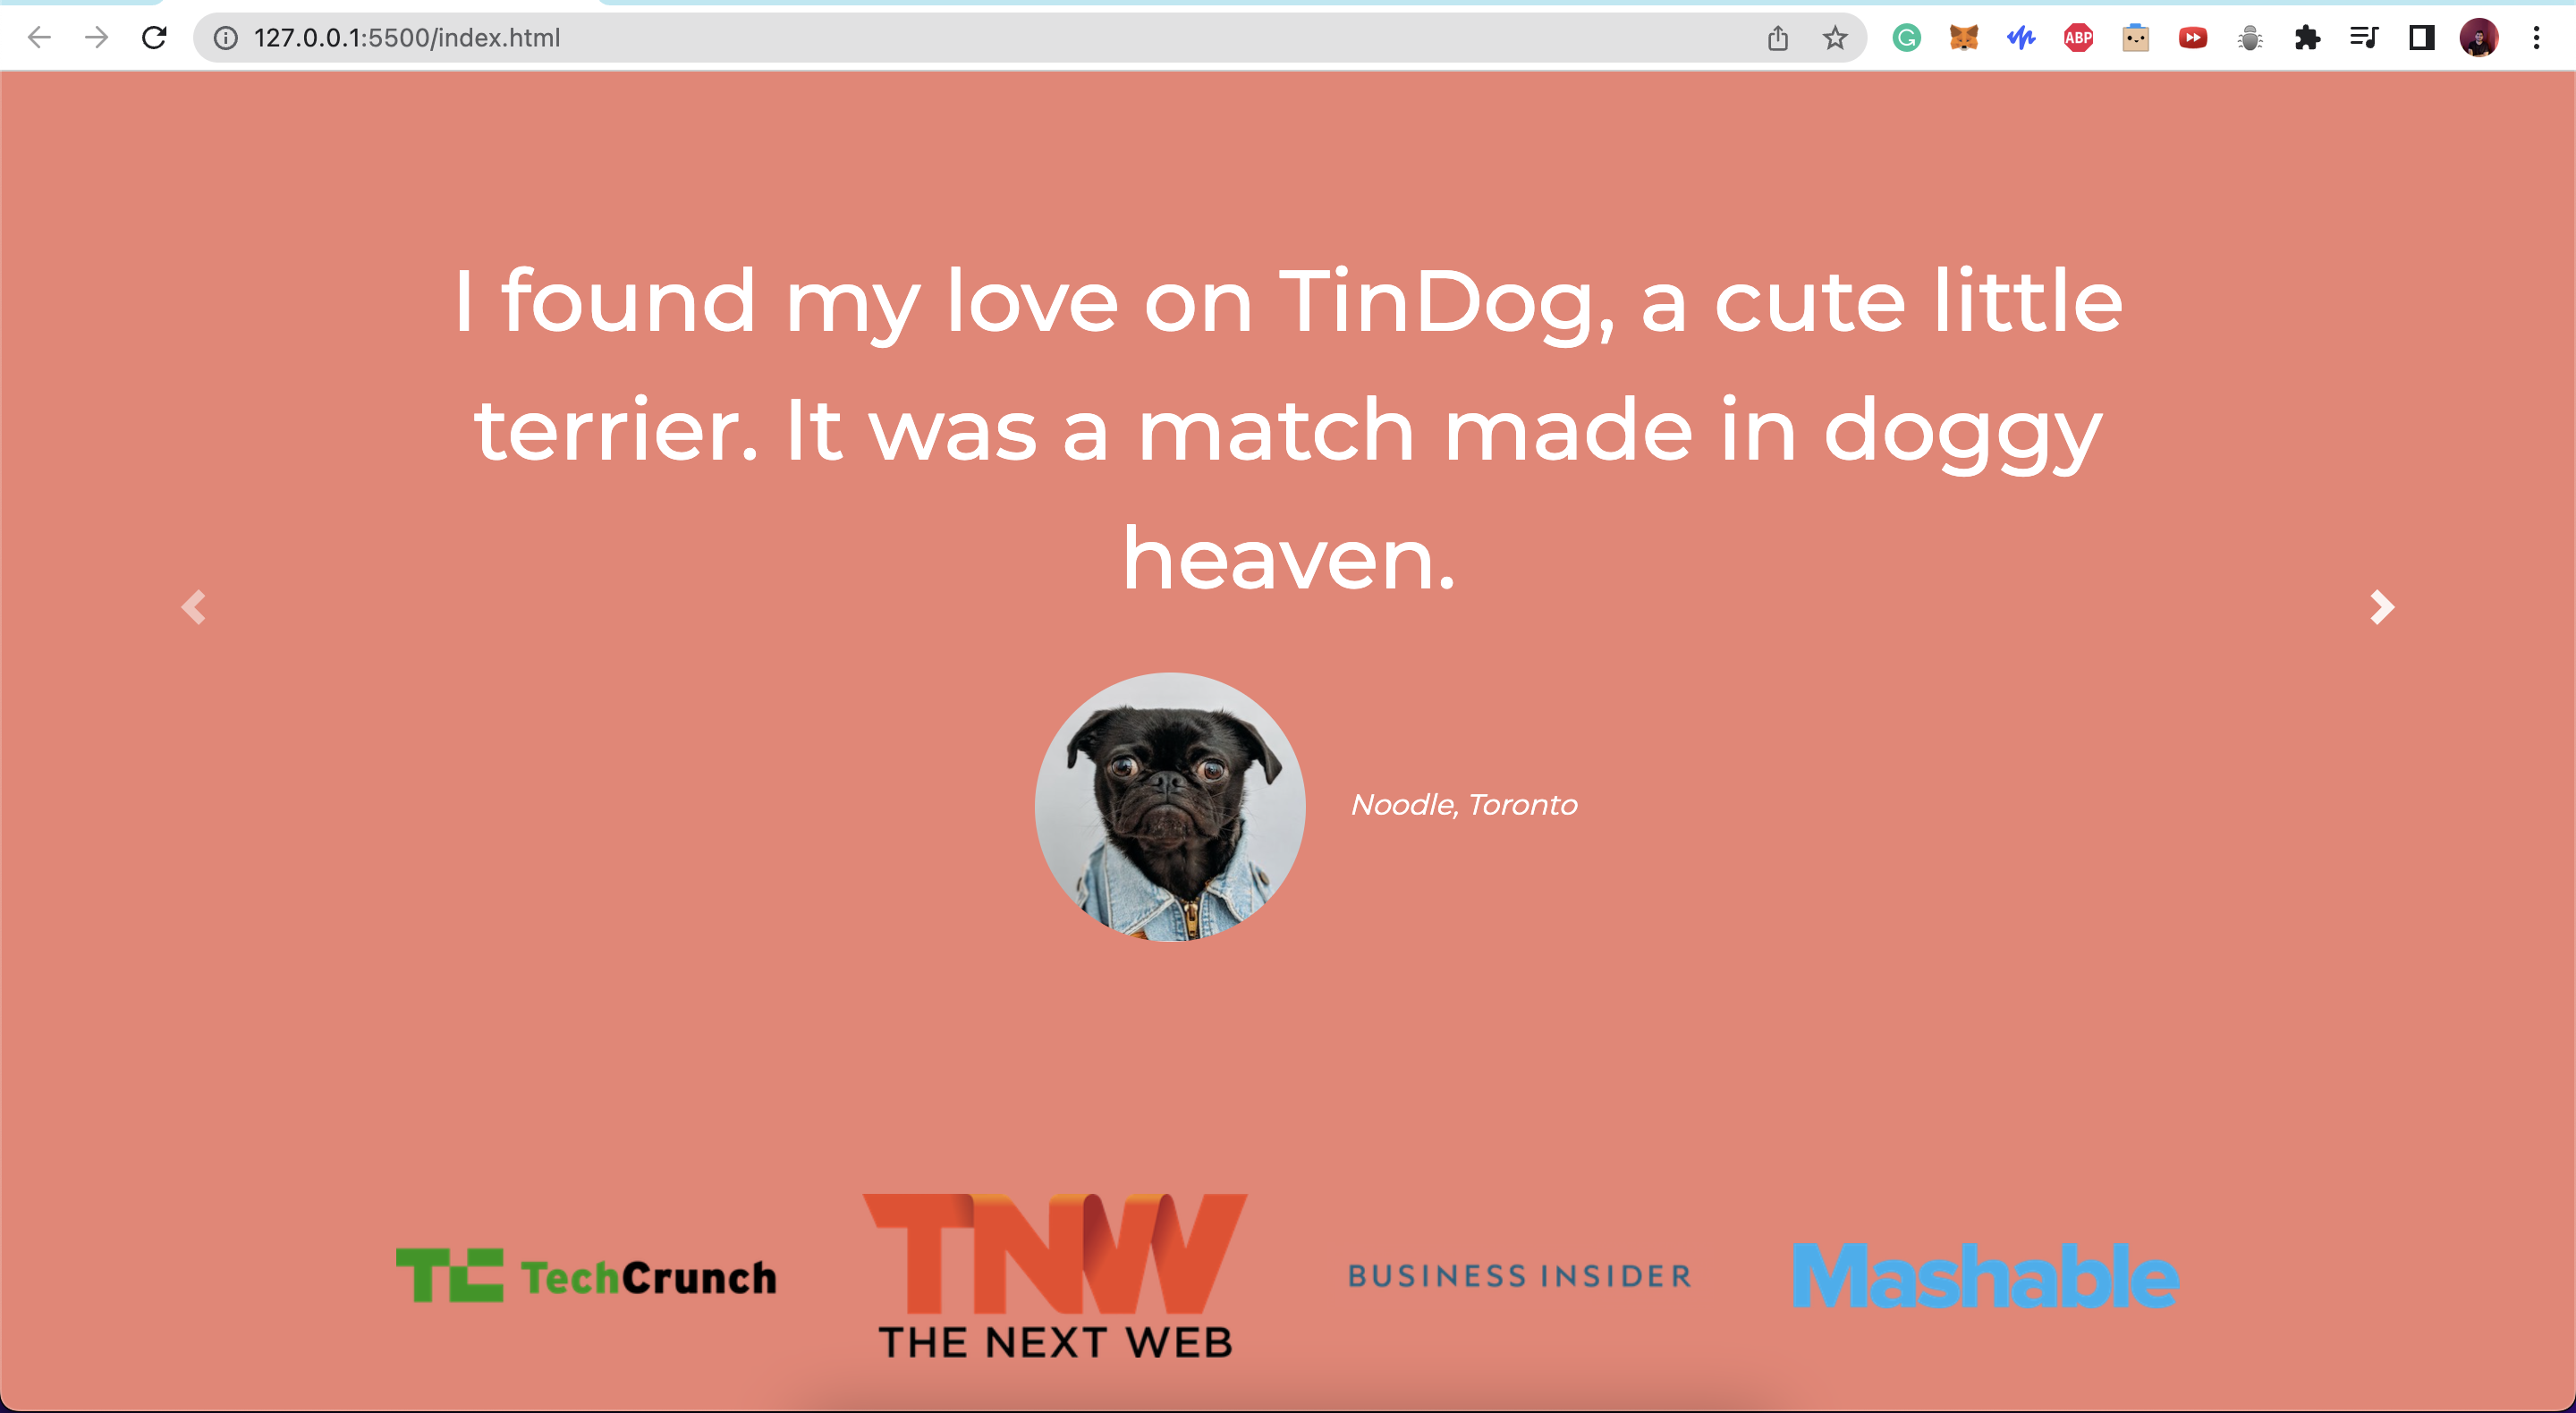 127.0.0.1:5500/index.html
ABP
I found my love on TinDog, a cute little
terrier. It was a match made in doggy
heaven.
Noodle, Toronto
TC TechCrunch
TNW
THE NEXT WEB
BUSINESS INSIDER
Mashable